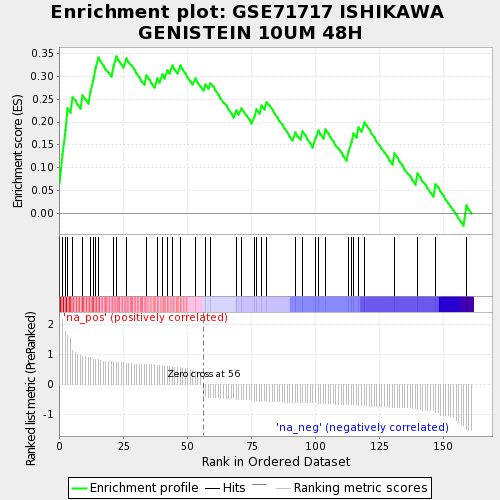 Enrichment plot: GSE71717 ISHIKAWA
GENISTEIN 10UM 48H
Enrichment score (ES)
0.35
0.30
0.25
0.20
0.15
0.10
0.05
0.00
Ranked list metric (PreRanked)
2
1
0
-1
'na_pos' (positively correlated)
Zero cross at 56
'na_neg' (negatively correlated)
0
25
50
75
100
125
150
Rank in Ordered Dataset
Enrichment profile
Hits
Ranking metric scores